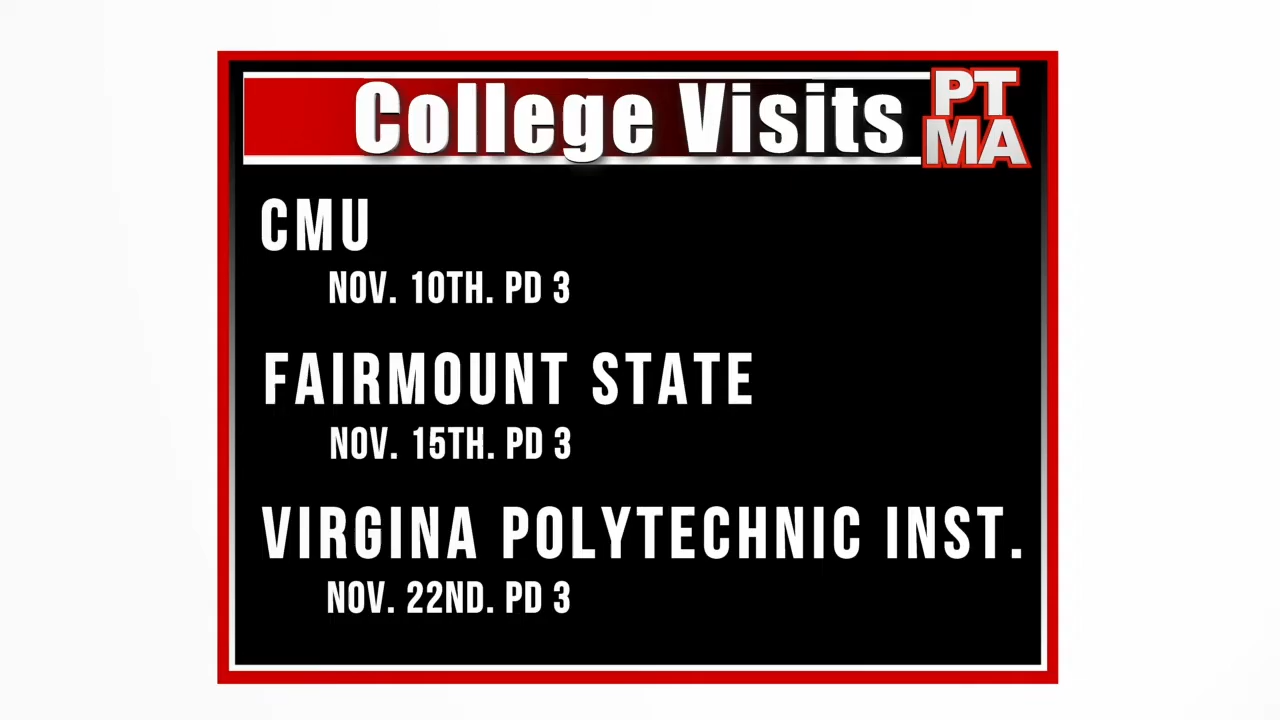 College Visits
PT
MA
CMU
NOV. 10TH. PD 3
FAIRMOUNT STATE
NOV. 15TH. PD 3
VIRGINA POLYTECHNIC INST.
NOV. 22ND. PD 3